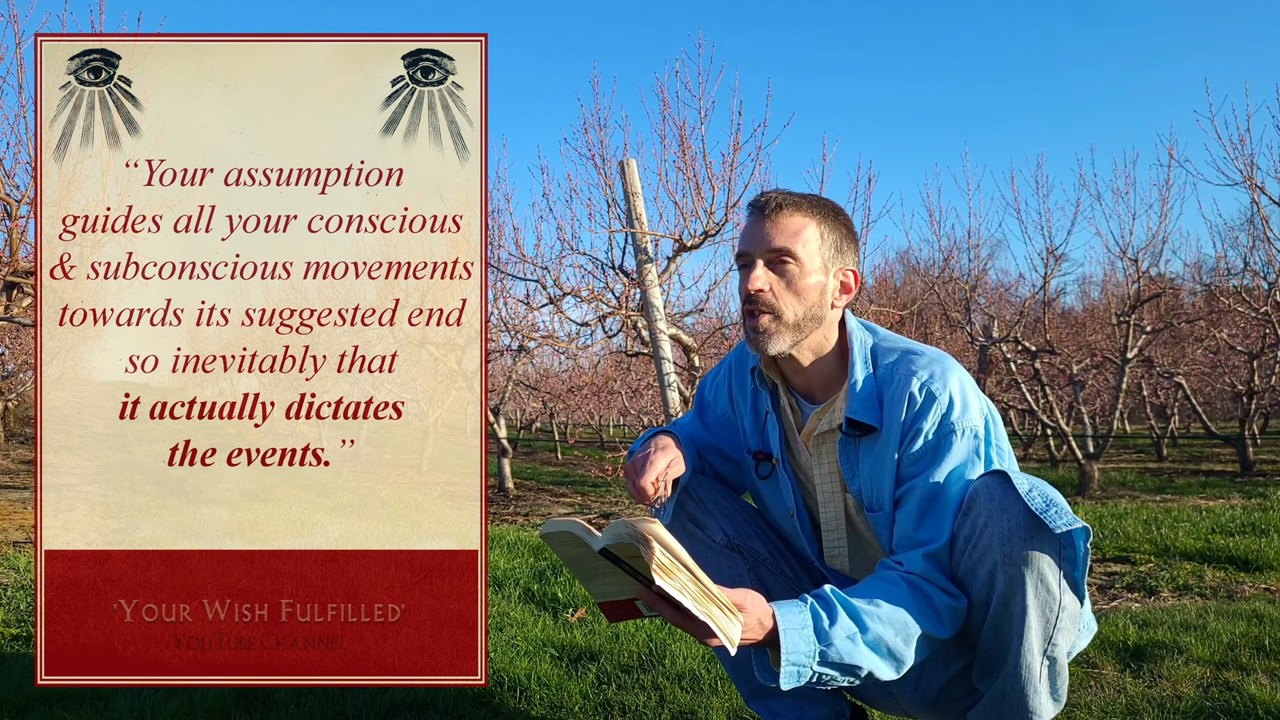 “Your assumption
guides all your conscious
& subconscious movements
towards its suggested end
so inevitably that
it actually dictates
the events.”
"Your Wish Fulfilled"
YouTube Channel